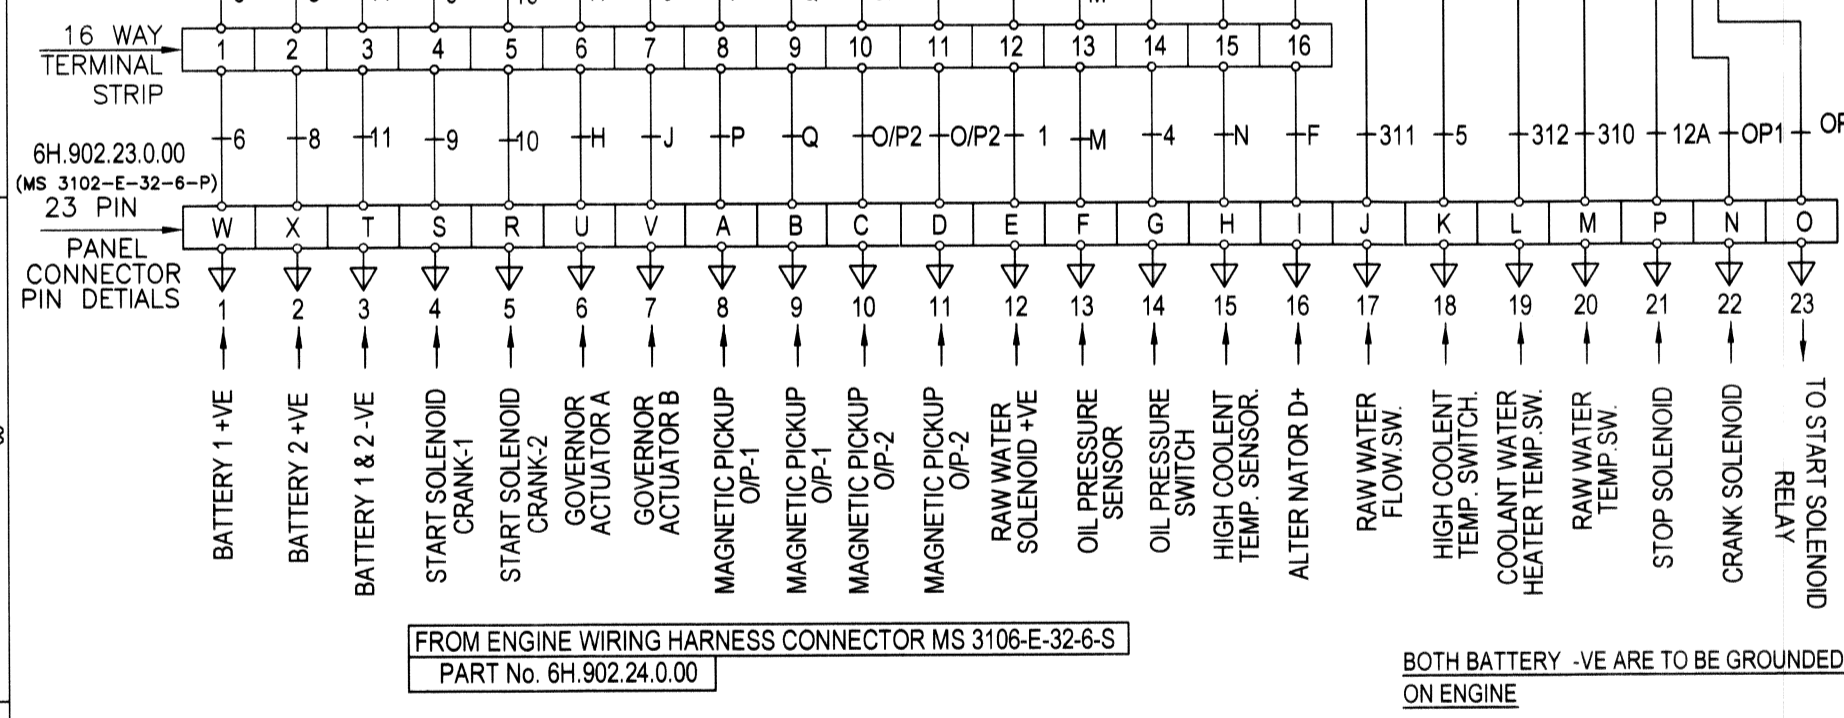 16 WAY
TERMINAL
STRIP
1 2 3 4 5 6 7 8 9 10 11 12 13 14 15 16
6 8 11 9 10 H J P Q O/P2 O/P2 1 M 4 N F 311 5 312 310 12A OP1
6H.902.23.0.00
(MS 3102-E-32-6-P)
23 PIN
PANEL
CONNECTOR
PIN DETIALS
W X T S R U V A B C D E F G H I J K L M P N O
1 2 3 4 5 6 7 8 9 10 11 12 13 14 15 16 17 18 19 20 21 22 23
BATTERY 1 +VE
BATTERY 2 +VE
BATTERY 1 & 2 -VE
START SOLENOID
CRANK-1
START SOLENOID
CRANK-2
GOVERNOR
ACTUATOR A
GOVERNOR
ACTUATOR B
MAGNETIC PICKUP
O/P-1
MAGNETIC PICKUP
O/P-1
MAGNETIC PICKUP
O/P-2
MAGNETIC PICKUP
O/P-2
RAW WATER
SOLENOID +VE
OIL PRESSURE
SENSOR
OIL PRESSURE
SWITCH
HIGH COOLENT
TEMP. SENSOR.
ALTER NATOR D+
RAW WATER
FLOW.SW.
HIGH COOLENT
TEMP. SWITCH.
COOLANT WATER
HEATER TEMP.SW.
RAW WATER
TEMP.SW.
STOP SOLENOID
CRANK SOLENOID
TO START SOLENOID
RELAY
FROM ENGINE WIRING HARNESS CONNECTOR MS 3106-E-32-6-S
PART No. 6H.902.24.0.00
BOTH BATTERY -VE ARE TO BE GROUNDED
ON ENGINE